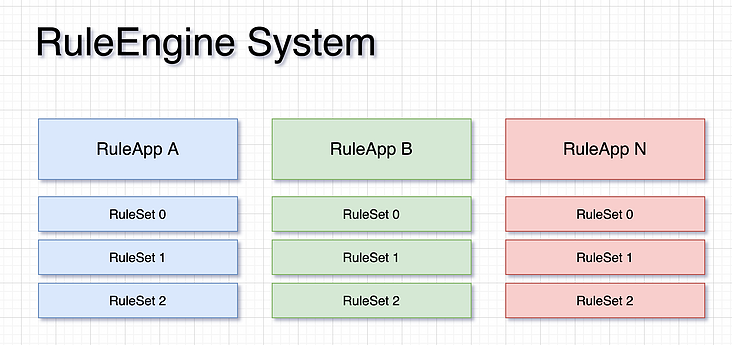 RuleEngine System
RuleApp A
RuleApp B
RuleApp N
RuleSet 0
RuleSet 0
RuleSet 0
RuleSet 1
RuleSet 1
RuleSet 1
RuleSet 2
RuleSet 2
RuleSet 2